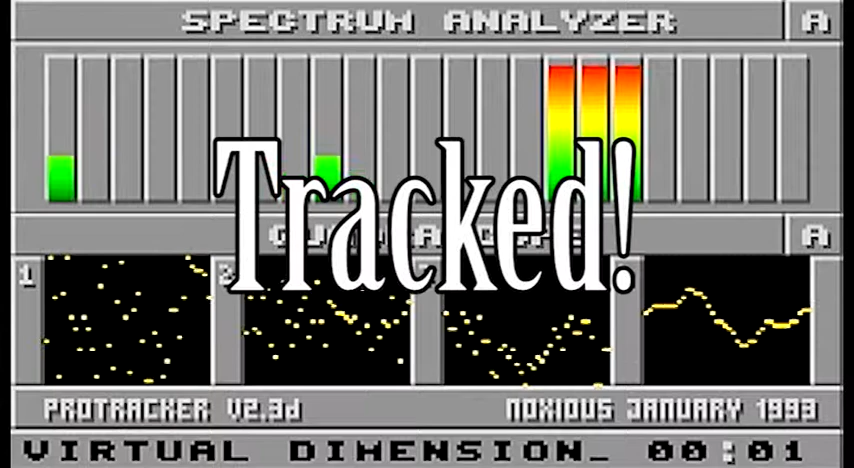 SPECTRUM ANALYZER A
Tracked!
A
1 2
PROTRACKER V2.3d NOXIOUS JANUARY 1993
VIRTUAL DIMENSION_ 00:01